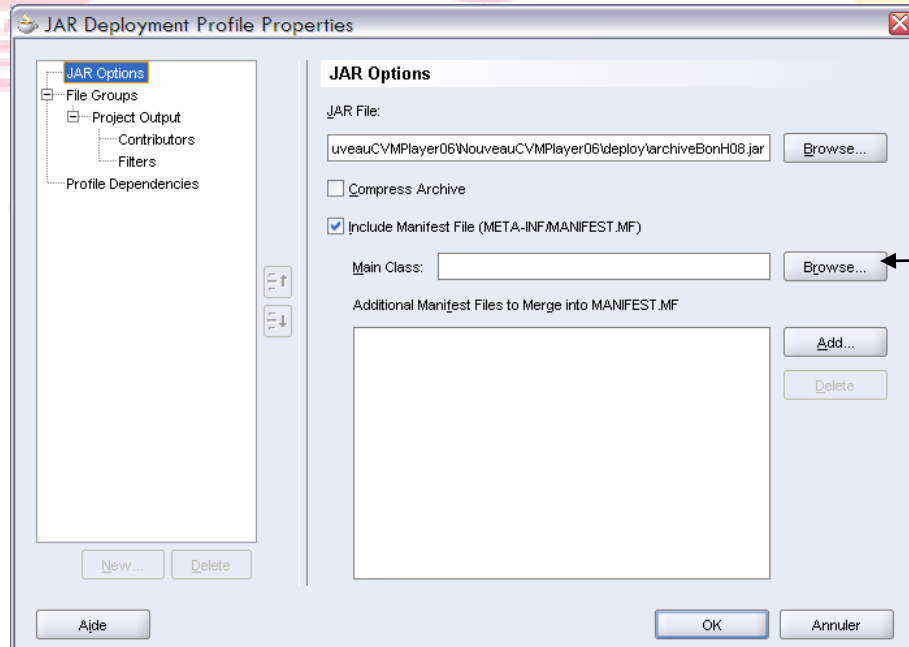 JAR Deployment Profile Properties
JAR Options
File Groups
Project Output
Contributors
Filters
Profile Dependencies
New...
Delete
JAR Options
JAR File:
uveauCVMPlayer06\NouveauCVMPlayer06\deploy\archiveBonH08.jar
Browse...
Compress Archive
Include Manifest File (META-INF/MANIFEST.MF)
Main Class:
Browse...
Additional Manifest Files to Merge into MANIFEST.MF
Add...
Delete
Aide
OK
Annuler